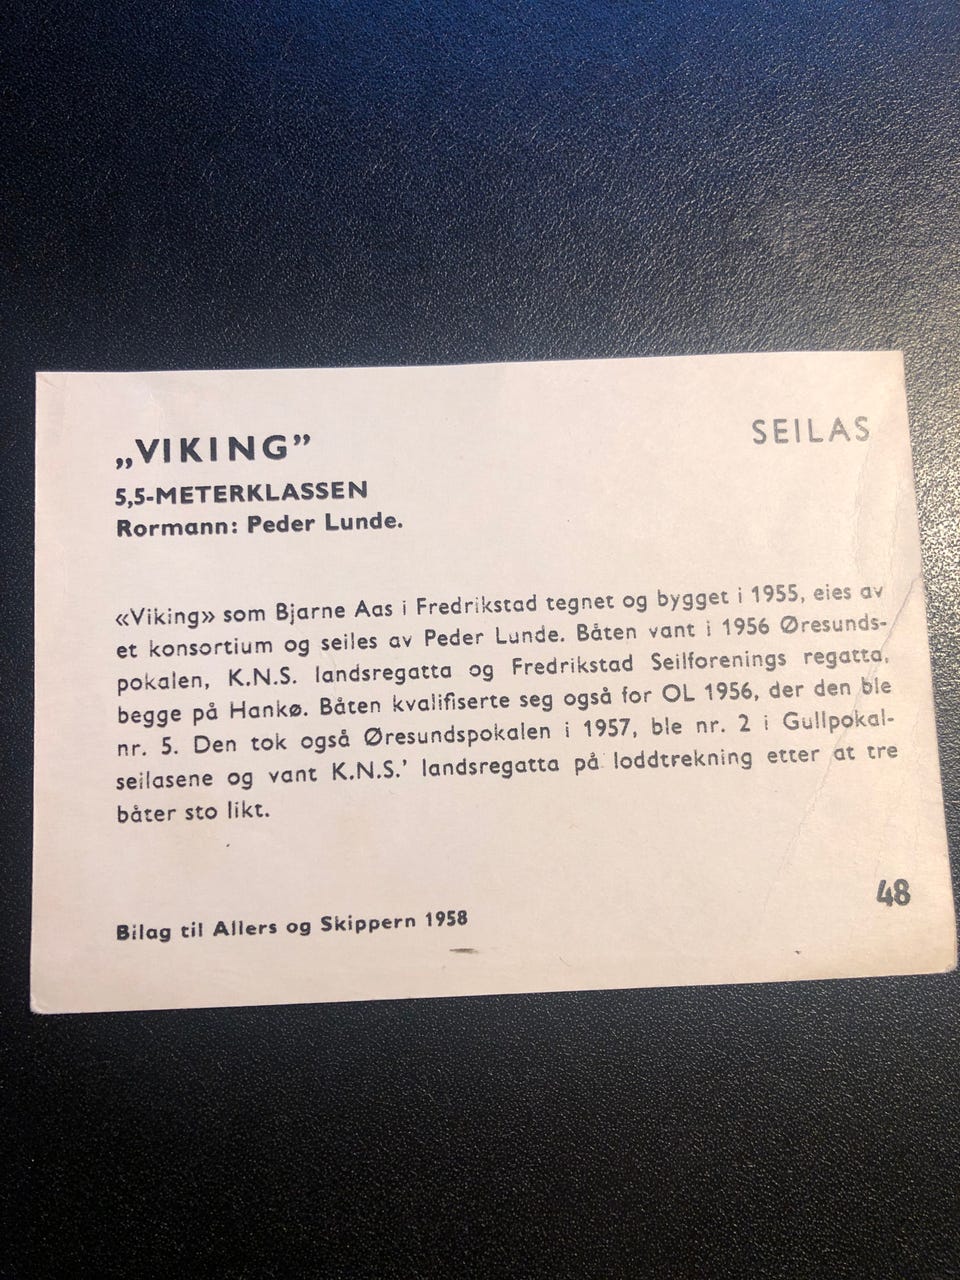 „VIKING”
SEILAS
5,5-METERKLASSEN
Rormann: Peder Lunde.
«Viking» som Bjarne Aas i Fredrikstad tegnet og bygget i 1955, eies av
et konsortium og seiles av Peder Lunde. Båten vant i 1956 Øresunds-
pokalen, K.N.S. landsregatta og Fredrikstad Seilforenings regatta,
begge på Hankø. Båten kvalifiserte seg også for OL 1956, der den ble
nr. 5. Den tok også Øresundspokalen i 1957, ble nr. 2 i Gullpokal-
seilasene og vant K.N.S.’ landsregatta på loddtrekning etter at tre
båter sto likt.
48
Bilag til Allers og Skippern 1958